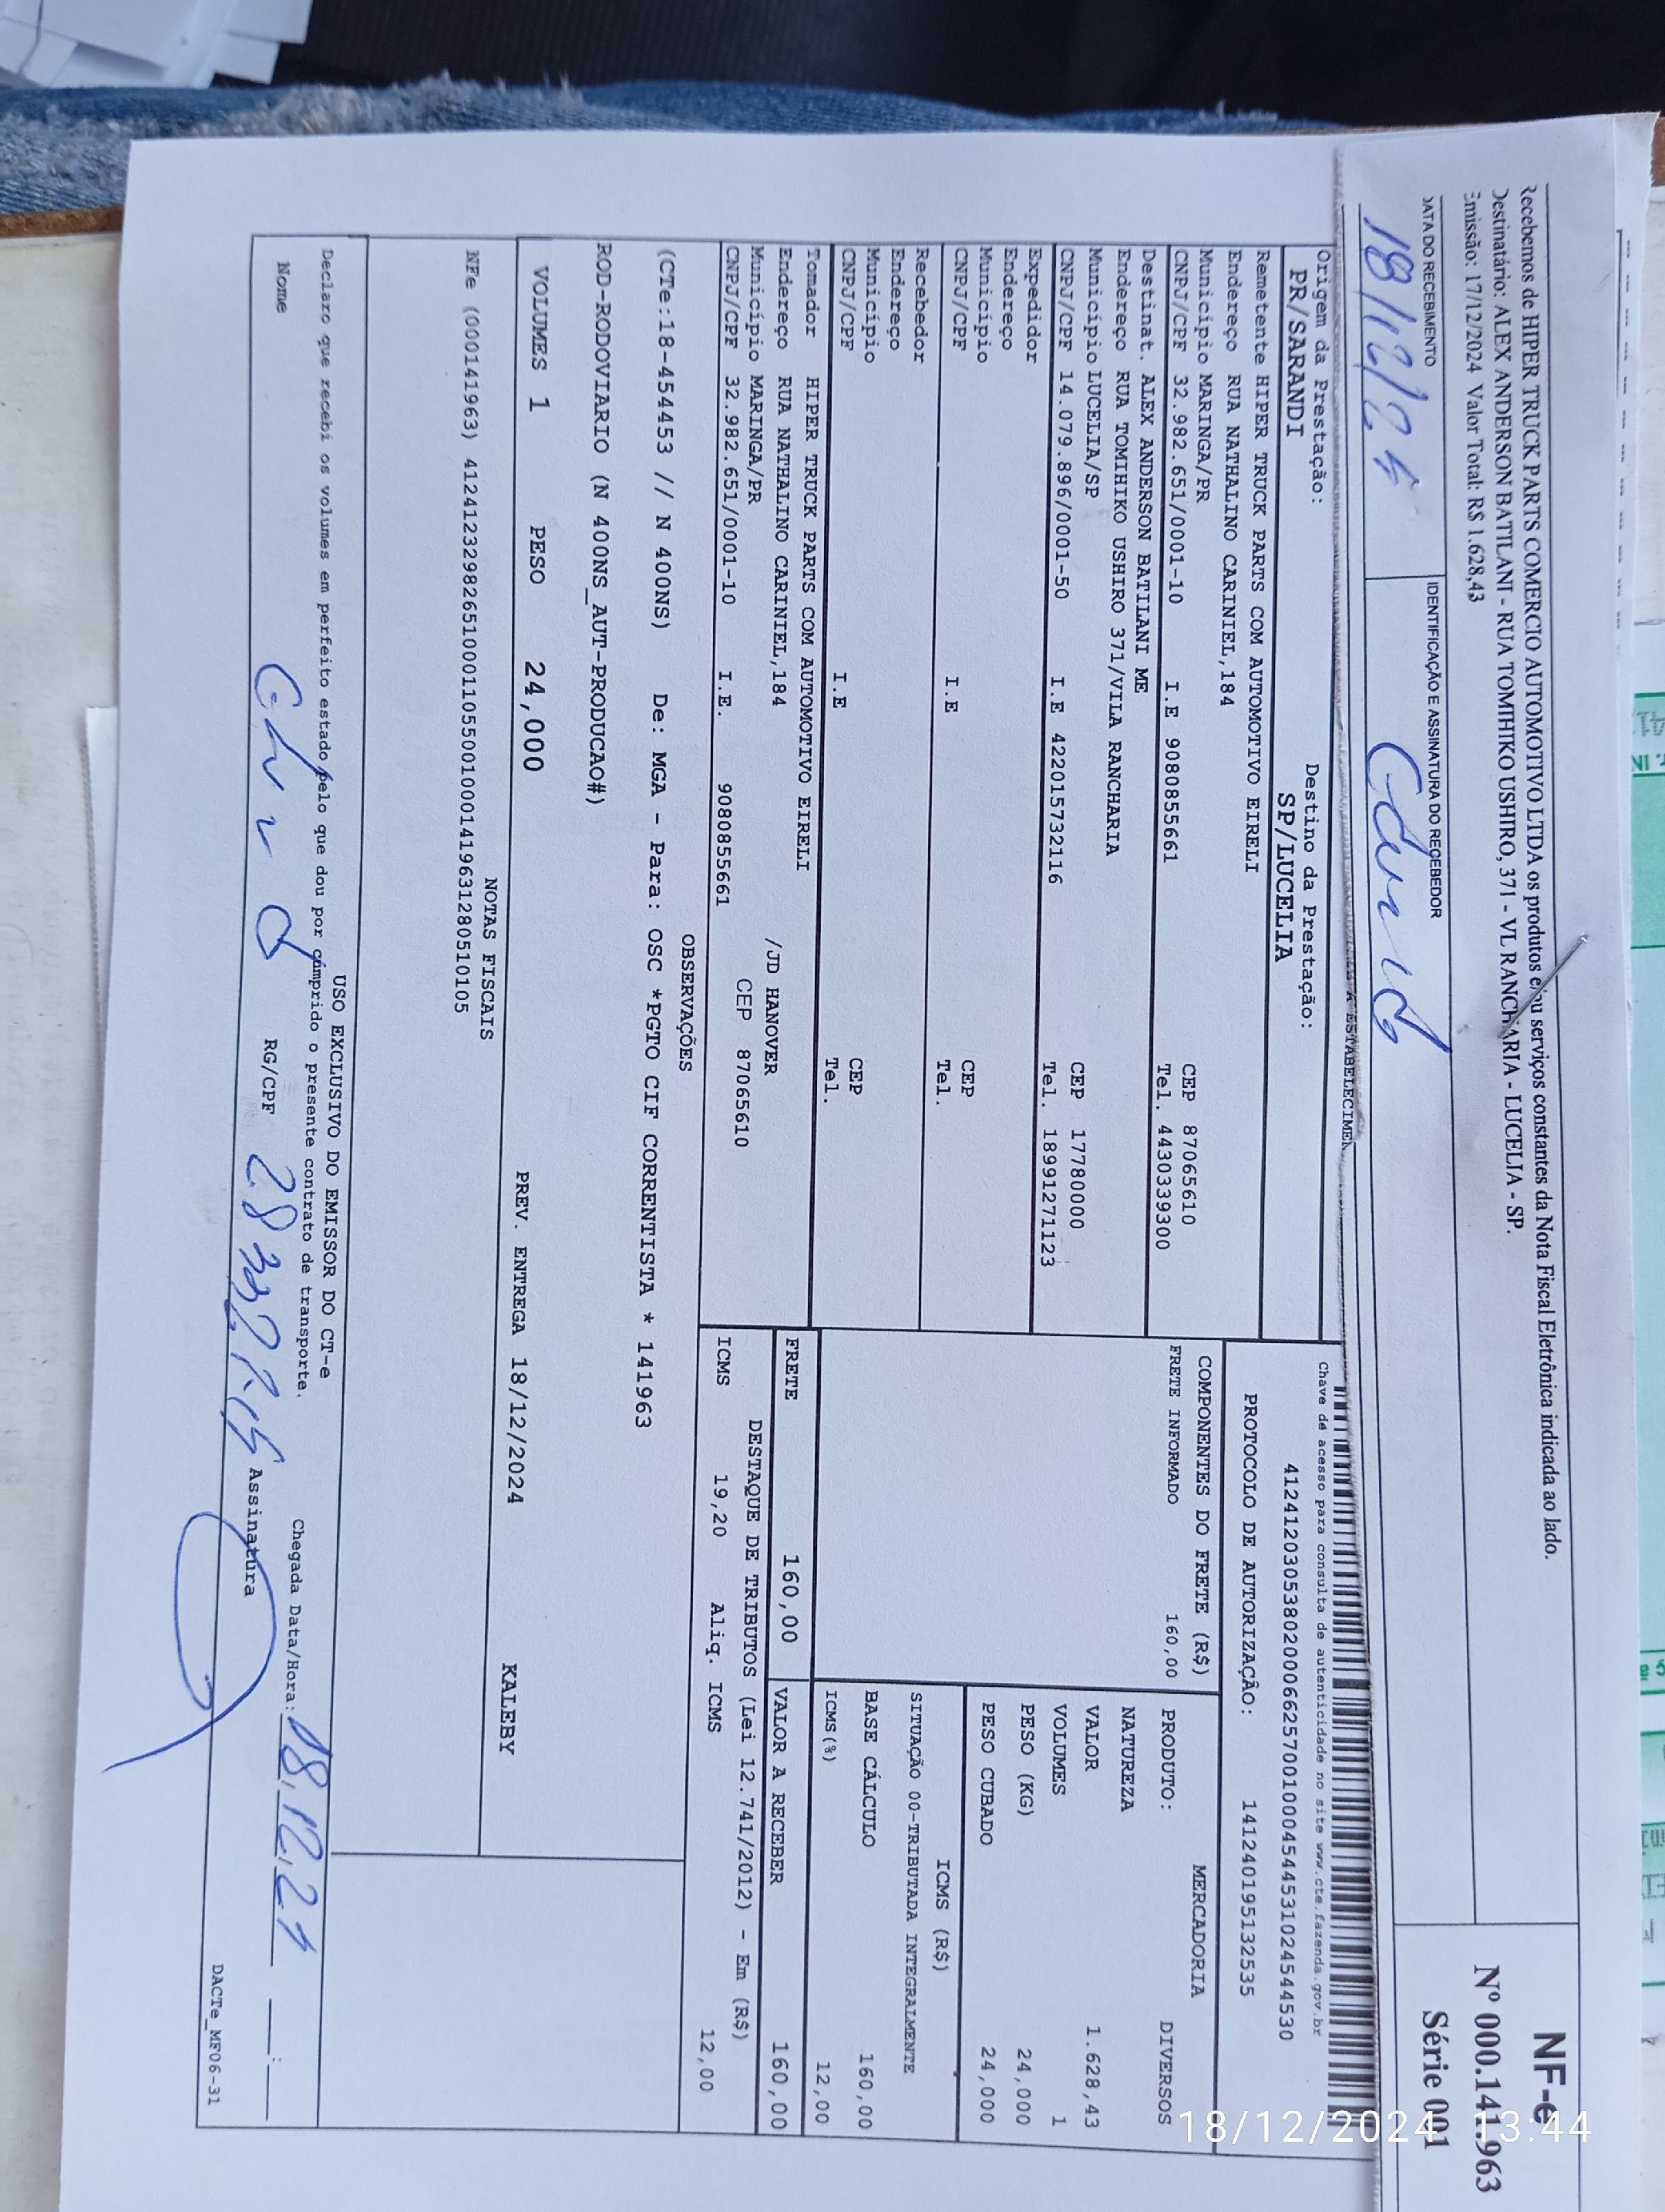 Recebemos de HIPER TRUCK PARTS COMERCIO AUTOMOTIVO LTDA os produtos e/ou serviços constantes da Nota Fiscal Eletrônica indicada ao lado.
Destinatário: ALEX ANDERSON BATILANI - RUA TOMIHIKO USHIRO, 371 - VL RANCHARIA - LUCELIA - SP.
Emissão: 17/12/2024 Valor Total: R$ 1.628,43
NF-e
Nº 000.141.963
Série 001
DATA DO RECEBIMENTO
18/12/24
IDENTIFICAÇÃO E ASSINATURA DO RECEBEDOR
ESTABELECIMEN
Origem da Prestação:
PR/SARANDI
Destino da Prestação:
SP/LUCELIA
Chave de acesso para consulta de autenticidade no site www.cte.fazenda.gov.br
41241203053802000662570010004544531024544530
PROTOCOLO DE AUTORIZAÇÃO: 141240195132535
Remetente HIPER TRUCK PARTS COM AUTOMOTIVO EIRELI
Endereço RUA NATHALINO CARINIEL,184
Município MARINGA/PR CEP 87065610
CNPJ/CPF 32.982.651/0001-10 I.E 9080855661 Tel. 4430339300
Destinat. ALEX ANDERSON BATILANI ME
Endereço RUA TOMIHIKO USHIRO 371/VILA RANCHARIA
Município LUCELIA/SP CEP 17780000
CNPJ/CPF 14.079.896/0001-50 I.E 422015732116 Tel. 18991271123
Expedidor
Endereço
Município CEP
CNPJ/CPF I.E Tel.
Recebedor
Endereço
Município CEP
CNPJ/CPF I.E Tel.
Tomador HIPER TRUCK PARTS COM AUTOMOTIVO EIRELI
Endereço RUA NATHALINO CARINIEL,184 /JD HANOVER
Município MARINGA/PR CEP 87065610
CNPJ/CPF 32.982.651/0001-10 I.E. 9080855661
COMPONENTES DO FRETE (R$)
FRETE INFORMADO 160,00
MERCADORIA
PRODUTO: DIVERSOS
NATUREZA
VALOR 1.628,43
VOLUMES 1
PESO (KG) 24,000
PESO CUBADO 24,000
ICMS (R$)
SITUAÇÃO 00-TRIBUTADA INTEGRALMENTE
BASE CÁLCULO 160,00
ICMS(%) 12,00
FRETE 160,00
VALOR A RECEBER 160,00
DESTAQUE DE TRIBUTOS (Lei 12.741/2012) - Em (R$)
ICMS 19,20 Aliq. ICMS 12,00
OBSERVAÇÕES
(CTe:18-454453 // N 400NS) De: MGA - Para: OSC *PGTO CIF CORRENTISTA * 141963
ROD-RODOVIARIO (N 400NS_AUT-PRODUCAO#)
VOLUMES 1 PESO 24,000 PREV. ENTREGA 18/12/2024 KALEBY
NOTAS FISCAIS
NFe (000141963) 41241232982651000110550010001419631280510105
USO EXCLUSIVO DO EMISSOR DO CT-e
Declaro que recebi os volumes em perfeito estado pelo que dou por cumprido o presente contrato de transporte.
Chegada Data/Hora: 18,12,24 :
Nome RG/CPF Assinatura
DACTe_MF06-31
18/12/2024 13:44